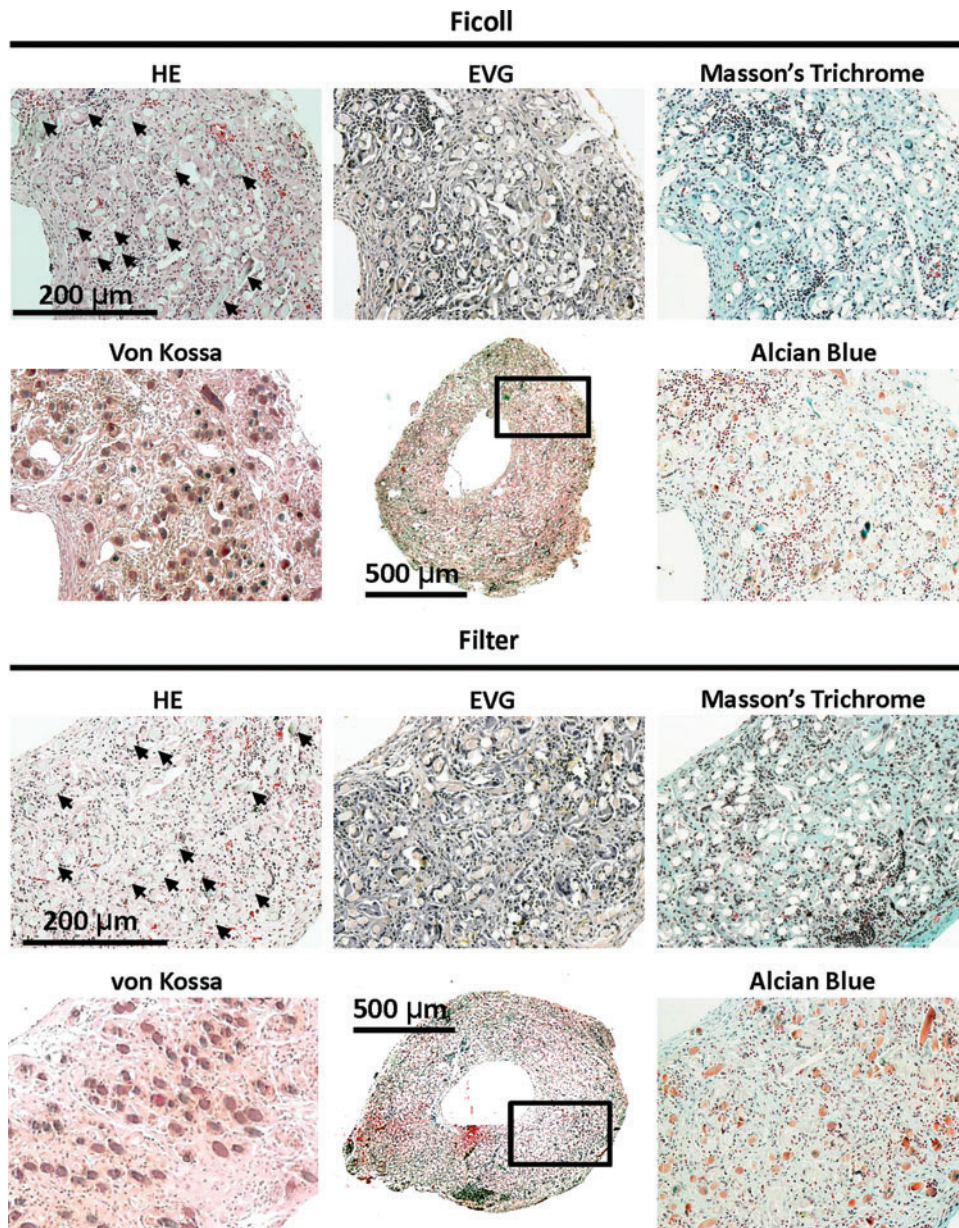 Ficoll
HE EVG Masson's Trichrome
200 µm
Von Kossa Alcian Blue
500 µm
Filter
HE EVG Masson's Trichrome
200 µm
von Kossa Alcian Blue
500 µm